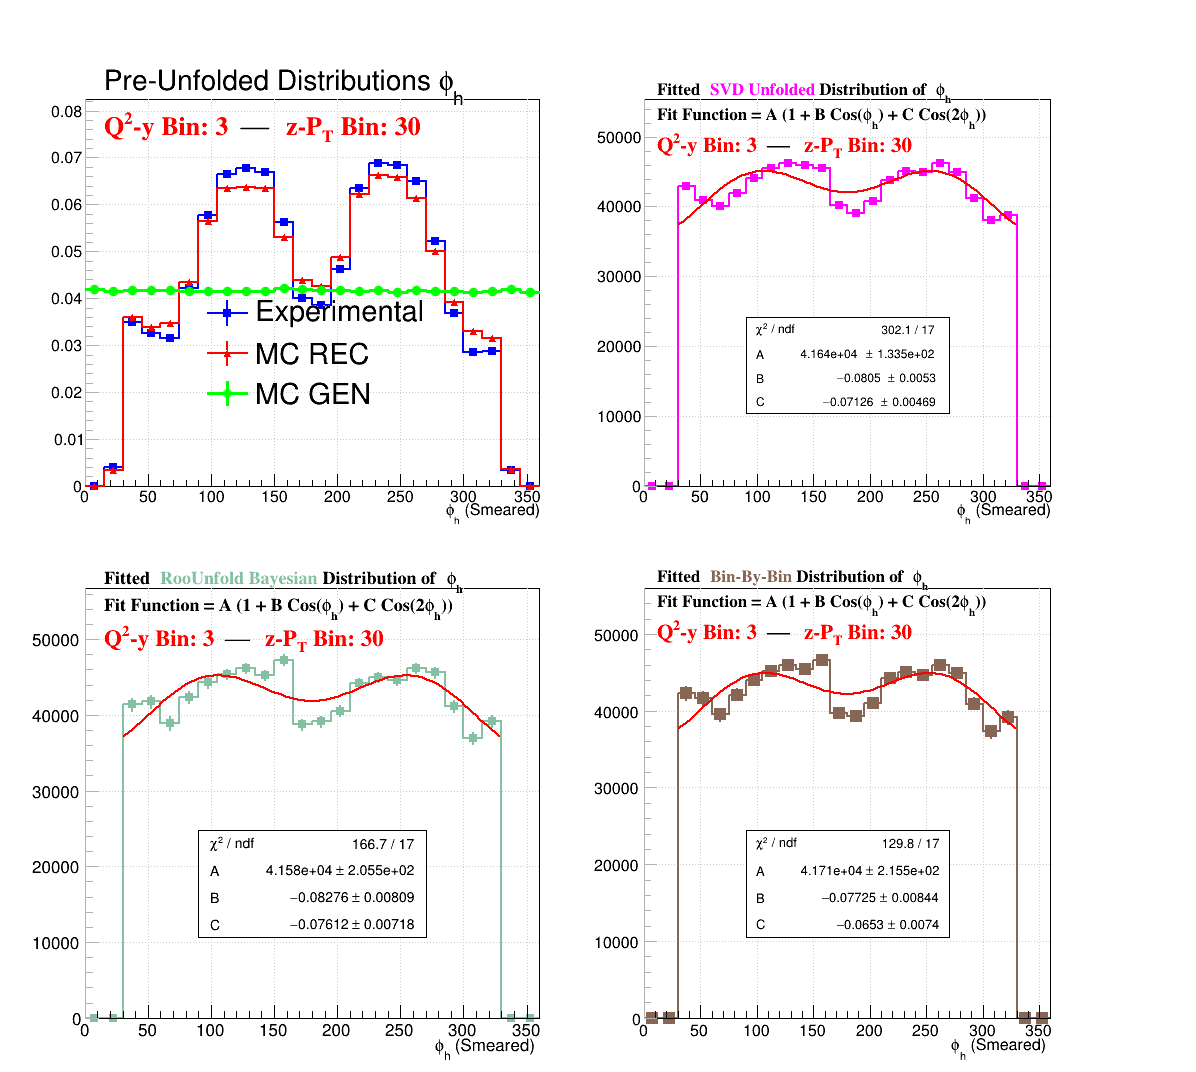 Pre-Unfolded Distributions ϕh
Q2-y Bin: 3 — z-PT Bin: 30
0.08
0.07
0.06
0.05
0.04
0.03
0.02
0.01
0
Experimental
MC REC
MC GEN
0 50 100 150 200 250 300 350
ϕh (Smeared)
Fitted SVD Unfolded Distribution of ϕh
Fit Function = A (1 + B Cos(ϕh) + C Cos(2ϕh))
Q2-y Bin: 3 — z-PT Bin: 30
50000
40000
30000
20000
10000
0
χ2 / ndf 302.1 / 17
A 4.164e+04 ± 1.335e+02
B −0.0805 ± 0.0053
C −0.07126 ± 0.00469
0 50 100 150 200 250 300 350
ϕh (Smeared)
Fitted RooUnfold Bayesian Distribution of ϕh
Fit Function = A (1 + B Cos(ϕh) + C Cos(2ϕh))
Q2-y Bin: 3 — z-PT Bin: 30
50000
40000
30000
20000
10000
0
χ2 / ndf 166.7 / 17
A 4.158e+04 ± 2.055e+02
B −0.08276 ± 0.00809
C −0.07612 ± 0.00718
0 50 100 150 200 250 300 350
ϕh (Smeared)
Fitted Bin-By-Bin Distribution of ϕh
Fit Function = A (1 + B Cos(ϕh) + C Cos(2ϕh))
Q2-y Bin: 3 — z-PT Bin: 30
50000
40000
30000
20000
10000
0
χ2 / ndf 129.8 / 17
A 4.171e+04 ± 2.155e+02
B −0.07725 ± 0.00844
C −0.0653 ± 0.0074
0 50 100 150 200 250 300 350
ϕh (Smeared)